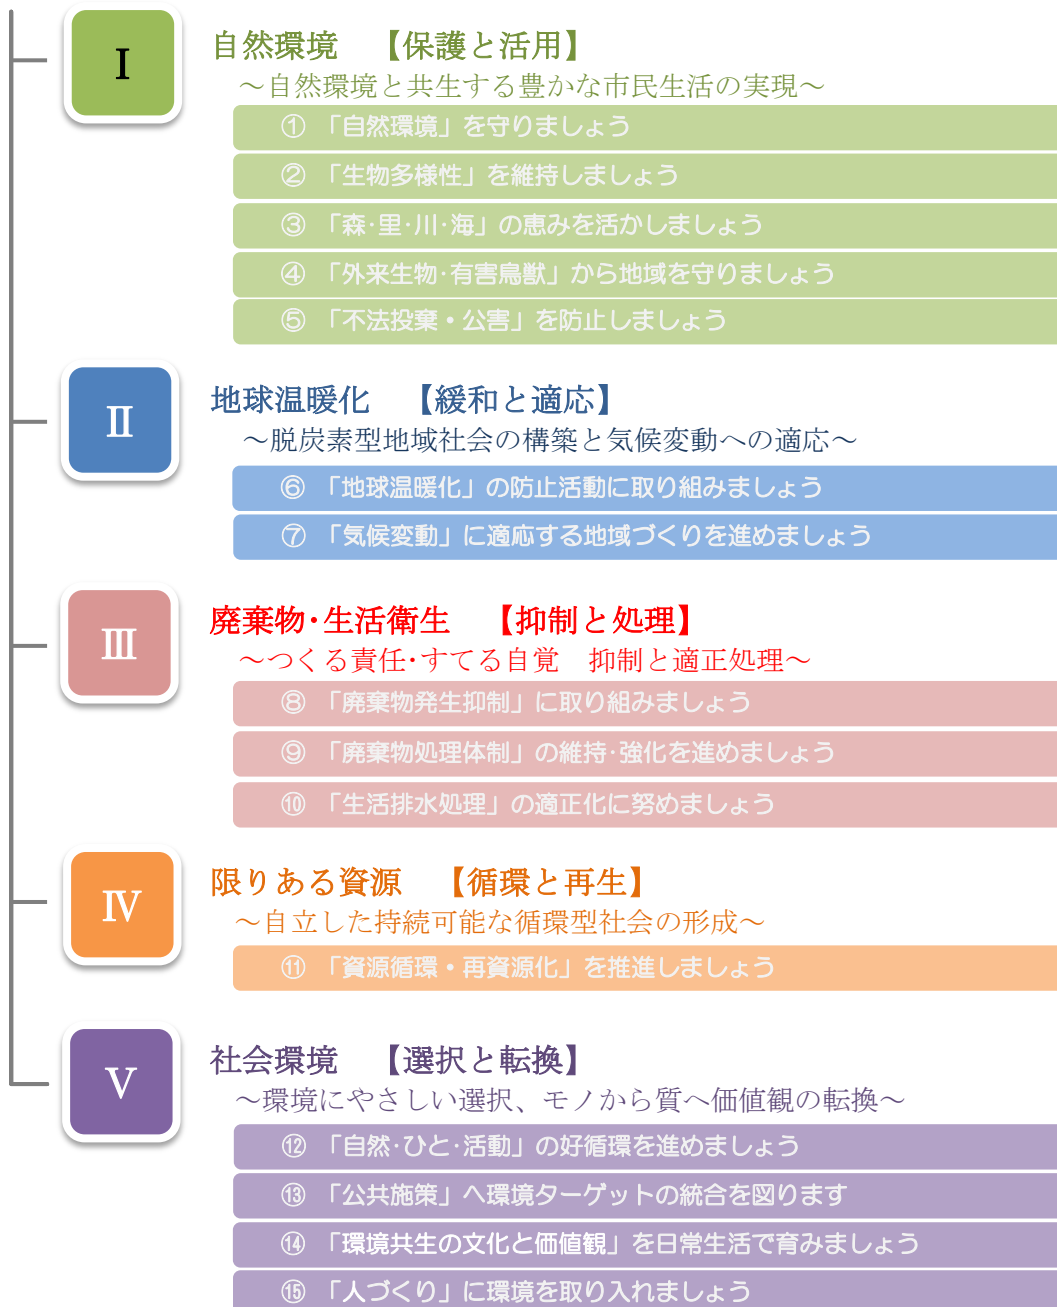 Ⅰ
自然環境　【保護と活用】
～自然環境と共生する豊かな市民生活の実現～
① 「自然環境」を守りましょう
② 「生物多様性」を維持しましょう
③ 「森・里・川・海」の恵みを活かしましょう
④ 「外来生物・有害鳥獣」から地域を守りましょう
⑤ 「不法投棄・公害」を防止しましょう
Ⅱ
地球温暖化　【緩和と適応】
～脱炭素型地域社会の構築と気候変動への適応～
⑥ 「地球温暖化」の防止活動に取り組みましょう
⑦ 「気候変動」に適応する地域づくりを進めましょう
Ⅲ
廃棄物・生活衛生　【抑制と処理】
～つくる責任・すてる自覚　抑制と適正処理～
⑧ 「廃棄物発生抑制」に取り組みましょう
⑨ 「廃棄物処理体制」の維持・強化を進めましょう
⑩ 「生活排水処理」の適正化に努めましょう
Ⅳ
限りある資源　【循環と再生】
～自立した持続可能な循環型社会の形成～
⑪ 「資源循環・再資源化」を推進しましょう
Ⅴ
社会環境　【選択と転換】
～環境にやさしい選択、モノから質へ価値観の転換～
⑫ 「自然・ひと・活動」の好循環を進めましょう
⑬ 「公共施策」へ環境ターゲットの統合を図ります
⑭ 「環境共生の文化と価値観」を日常生活で育みましょう
⑮ 「人づくり」に環境を取り入れましょう